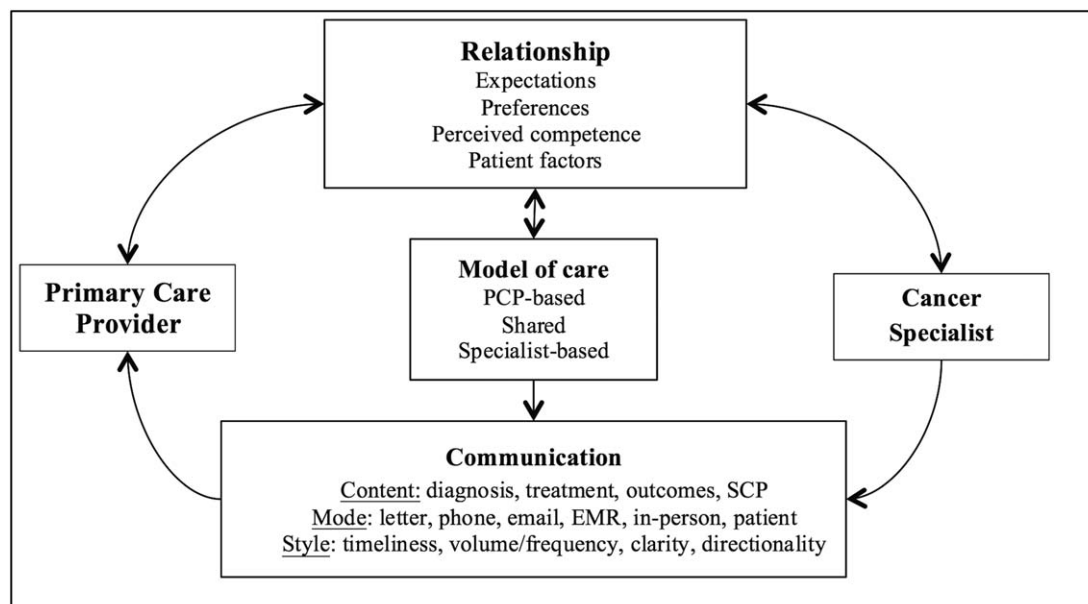 Relationship
Expectations
Preferences
Perceived competence
Patient factors
Primary Care
Provider
Model of care
PCP-based
Shared
Specialist-based
Cancer
Specialist
Communication
Content: diagnosis, treatment, outcomes, SCP
Mode: letter, phone, email, EMR, in-person, patient
Style: timeliness, volume/frequency, clarity, directionality